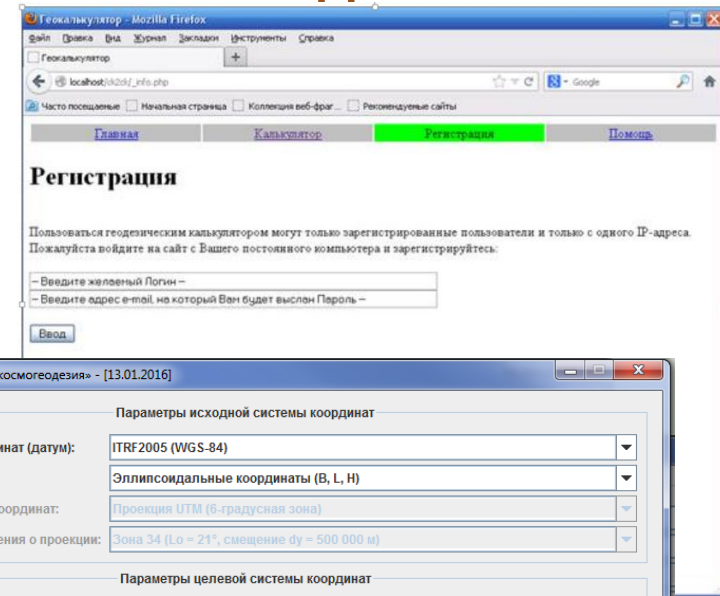 Геокалькулятор - Mozilla Firefox
Файл Правка Вид Журнал Закладки Инструменты Справка
Геокалькулятор +
localhost/ck2ck/_info.php Google
Часто посещаемые Начальная страница Коллекция веб-фраг... Рекомендуемые сайты
Главная Калькулятор Регистрация Помощь
Регистрация
Пользоваться геодезическим калькулятором могут только зарегистрированные пользователи и только с одного IP-адреса.
Пожалуйста войдите на сайт с Вашего постоянного компьютера и зарегистрируйтесь:
-- Введите желаемый Логин --
-- Введите адрес e-mail, на который Вам будет выслан Пароль --
Ввод
космогеодезия» - [13.01.2016]
Параметры исходной системы координат
инат (датум): ITRF2005 (WGS-84)
Эллипсоидальные координаты (B, L, H)
оординат: Проекция UTM (6-градусная зона)
ения о проекции: Зона 34 (Lo = 21°, смещение dy = 500 000 м)
Параметры целевой системы координат